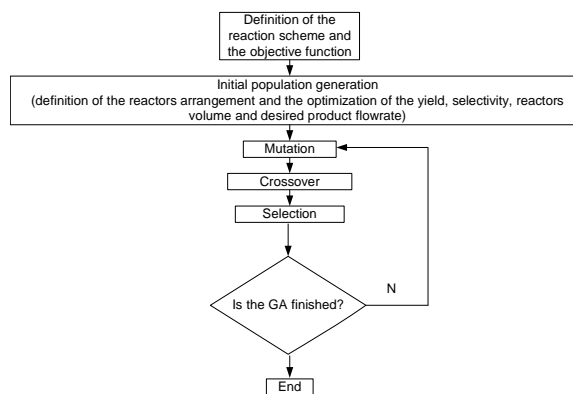 Definition of the
reaction scheme and
the objective function
Initial population generation
(definition of the reactors arrangement and the optimization of the yield, selectivity, reactors
volume and desired product flowrate)
Mutation
Crossover
Selection
Is the GA finished?
N
End